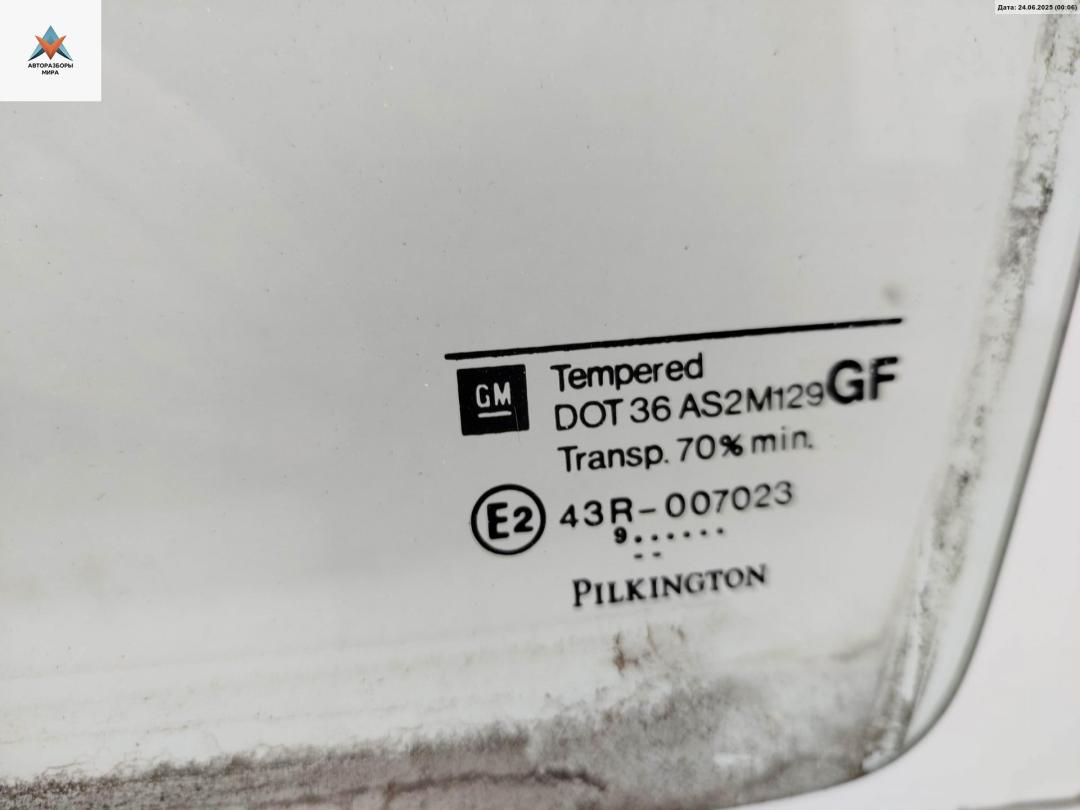 АВТОРАЗБОРЫ
МИРА
Дата: 24.06.2025 (00:06)
GM
Tempered
DOT 36 AS2M129 GF
Transp. 70% min.
E2 43R-007023
9......
--
PILKINGTON